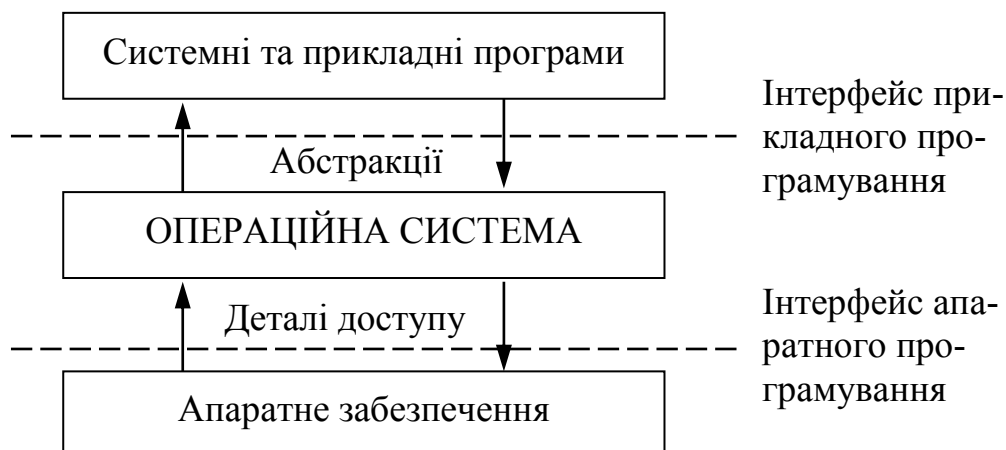 Системні та прикладні програми
Інтерфейс при-
кладного про-
грамування
Абстракції
ОПЕРАЦІЙНА СИСТЕМА
Деталі доступу
Інтерфейс апа-
ратного про-
грамування
Апаратне забезпечення